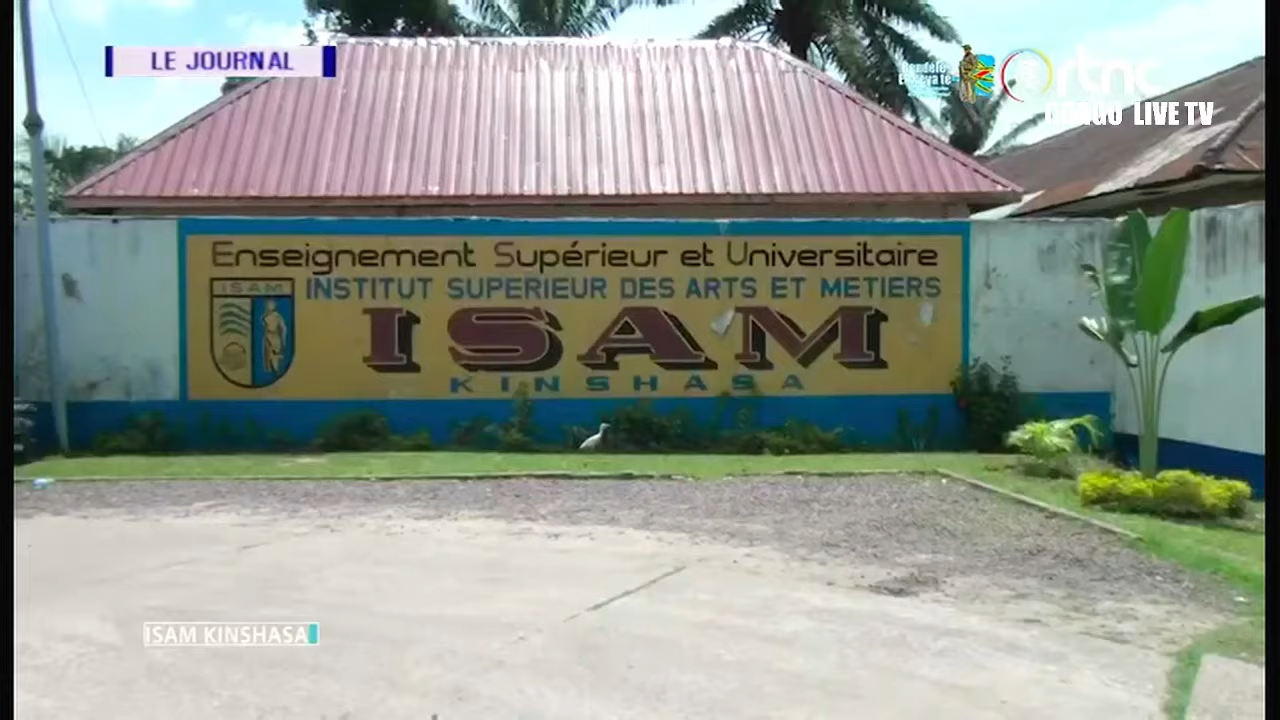 LE JOURNAL
rtnc
CONGO LIVE TV
Enseignement Supérieur et Universitaire
ISAM
INSTITUT SUPERIEUR DES ARTS ET METIERS
ISAM
KINSHASA
ISAM KINSHASA